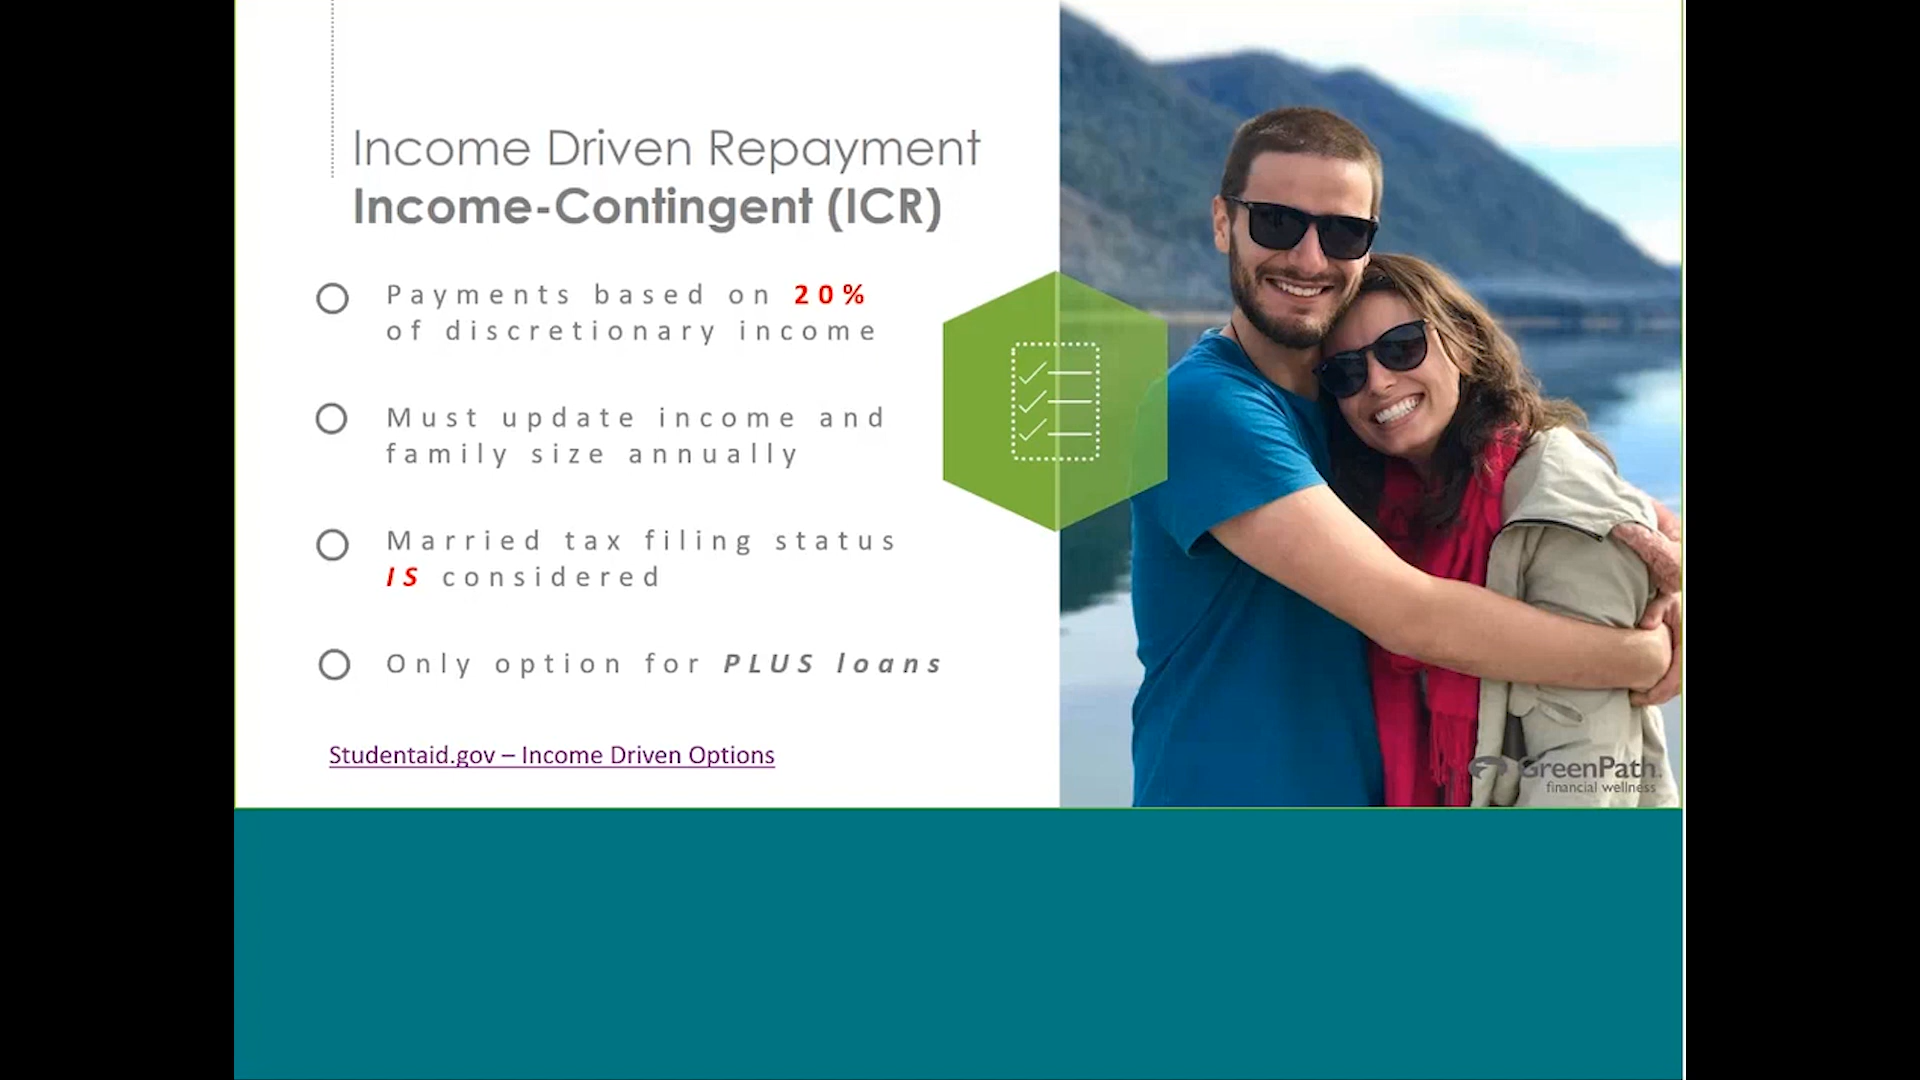 Income Driven Repayment
Income-Contingent (ICR)
Payments based on 20%
of discretionary income
Must update income and
family size annually
Married tax filing status
IS considered
Only option for PLUS loans
Studentaid.gov – Income Driven Options
GreenPath.
financial wellness